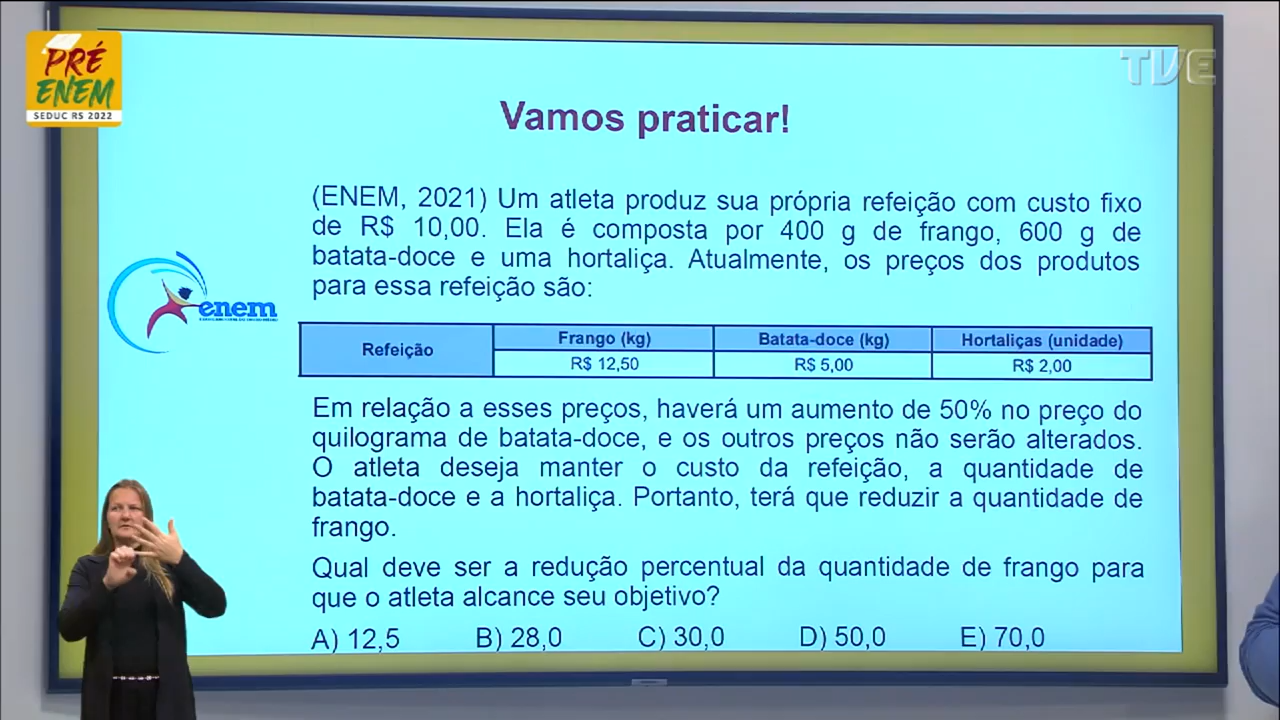 PRÉ
ENEM
SEDUC RS 2022
TVE
Vamos praticar!
(ENEM, 2021) Um atleta produz sua própria refeição com custo fixo
de R$ 10,00. Ela é composta por 400 g de frango, 600 g de
batata-doce e uma hortaliça. Atualmente, os preços dos produtos
para essa refeição são:
enem
Refeição
Frango (kg)
Batata-doce (kg)
Hortaliças (unidade)
R$ 12,50
R$ 5,00
R$ 2,00
Em relação a esses preços, haverá um aumento de 50% no preço do
quilograma de batata-doce, e os outros preços não serão alterados.
O atleta deseja manter o custo da refeição, a quantidade de
batata-doce e a hortaliça. Portanto, terá que reduzir a quantidade de
frango.
Qual deve ser a redução percentual da quantidade de frango para
que o atleta alcance seu objetivo?
A) 12,5 B) 28,0 C) 30,0 D) 50,0 E) 70,0